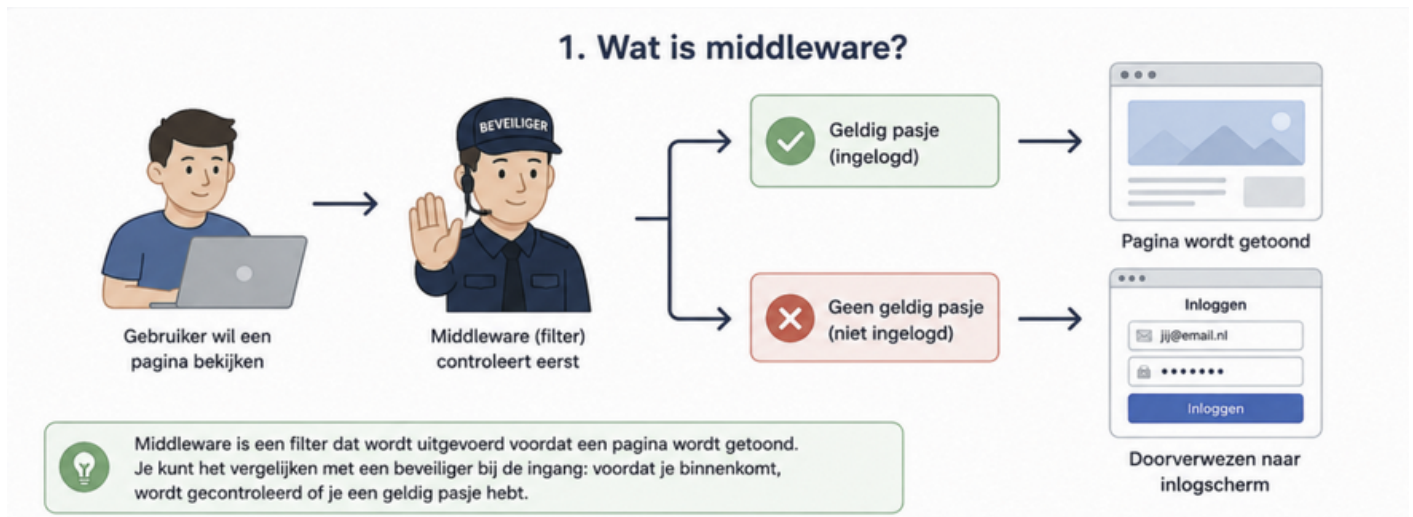 1. Wat is middleware?
BEVEILIGER
Gebruiker wil een
pagina bekijken
Middleware (filter)
controleert eerst
Geldig pasje
(ingelogd)
Pagina wordt getoond
Geen geldig pasje
(niet ingelogd)
Inloggen
jij@email.nl
•••••••
Inloggen
Doorverwezen naar
inlogscherm
Middleware is een filter dat wordt uitgevoerd voordat een pagina wordt getoond.
Je kunt het vergelijken met een beveiliger bij de ingang: voordat je binnenkomt,
wordt gecontroleerd of je een geldig pasje hebt.